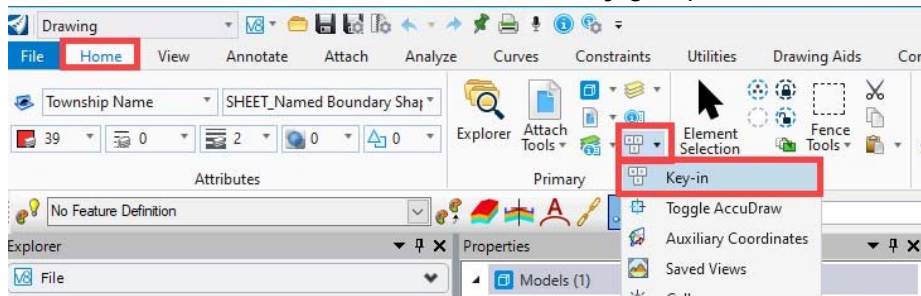 Drawing
File Home View Annotate Attach Analyze Curves Constraints Utilities Drawing Aids
Township Name SHEET_Named Boundary Shap
39 0 2 0 0
Explorer Attach Tools Element Selection Fence Tools
Attributes Primary
Key-in
No Feature Definition
Toggle AccuDraw
Explorer Properties
Auxiliary Coordinates
File Models (1)
Saved Views